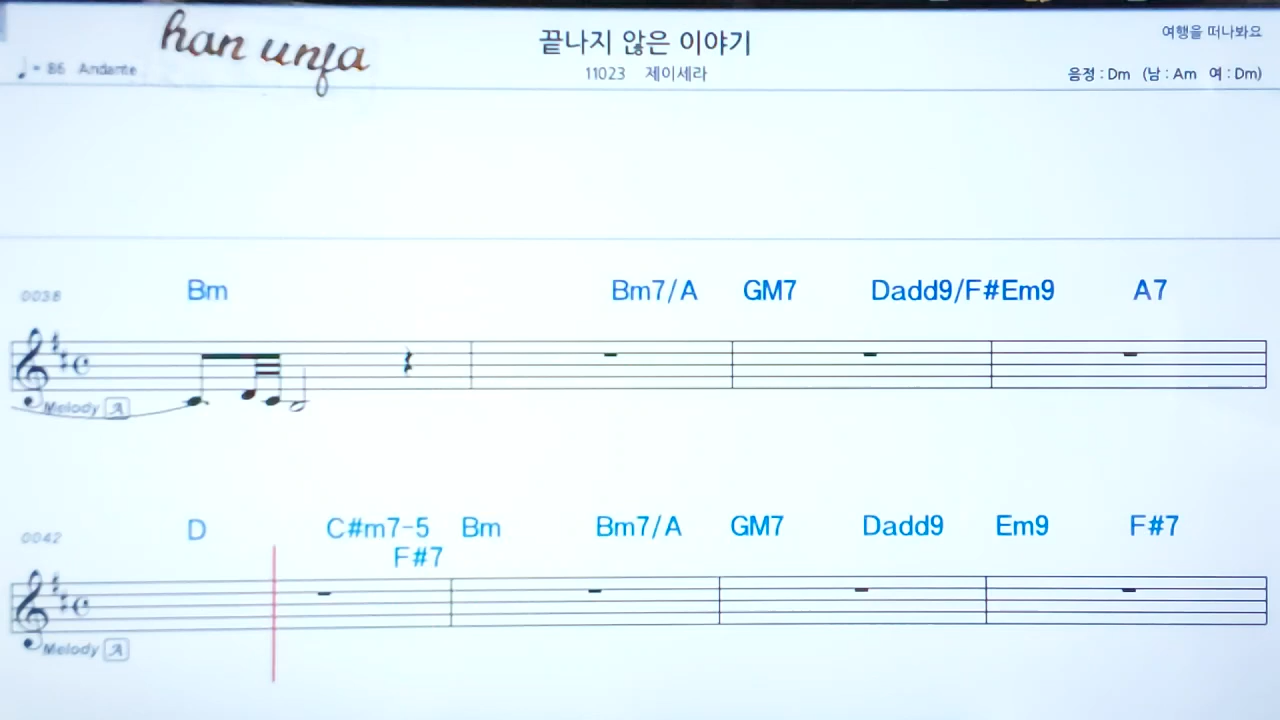 han unfa
끝나지 않은 이야기
여행을 떠나봐요
♩= 86 Andante
11023 제이세라
음정 : Dm (남 : Am 여 : Dm)
0038
Bm Bm7/A GM7 Dadd9/F#Em9 A7
Melody A
0042
D C#m7-5 Bm Bm7/A GM7 Dadd9 Em9 F#7
F#7
Melody A